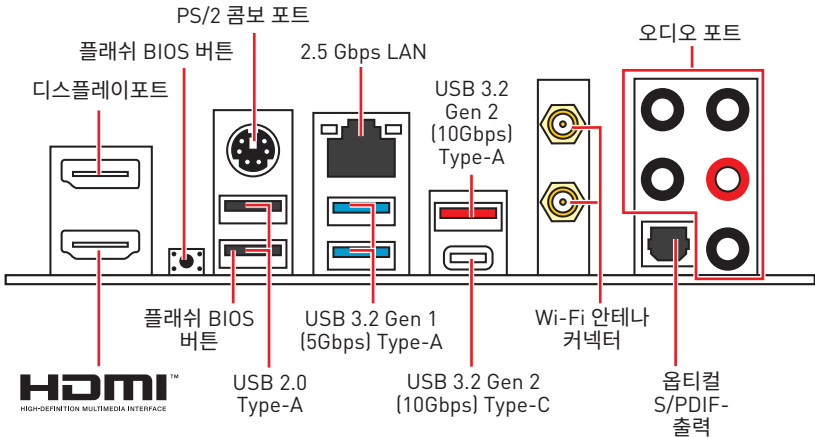 PS/2 콤보 포트
플래쉬 BIOS 버튼
2.5 Gbps LAN
오디오 포트
디스플레이포트
USB 3.2
Gen 2
(10Gbps)
Type-A
플래쉬 BIOS
버튼
USB 3.2 Gen 1
(5Gbps) Type-A
Wi-Fi 안테나
커넥터
HDMI™
HIGH-DEFINITION MULTIMEDIA INTERFACE
USB 2.0
Type-A
USB 3.2 Gen 2
(10Gbps) Type-C
옵티컬
S/PDIF-
출력